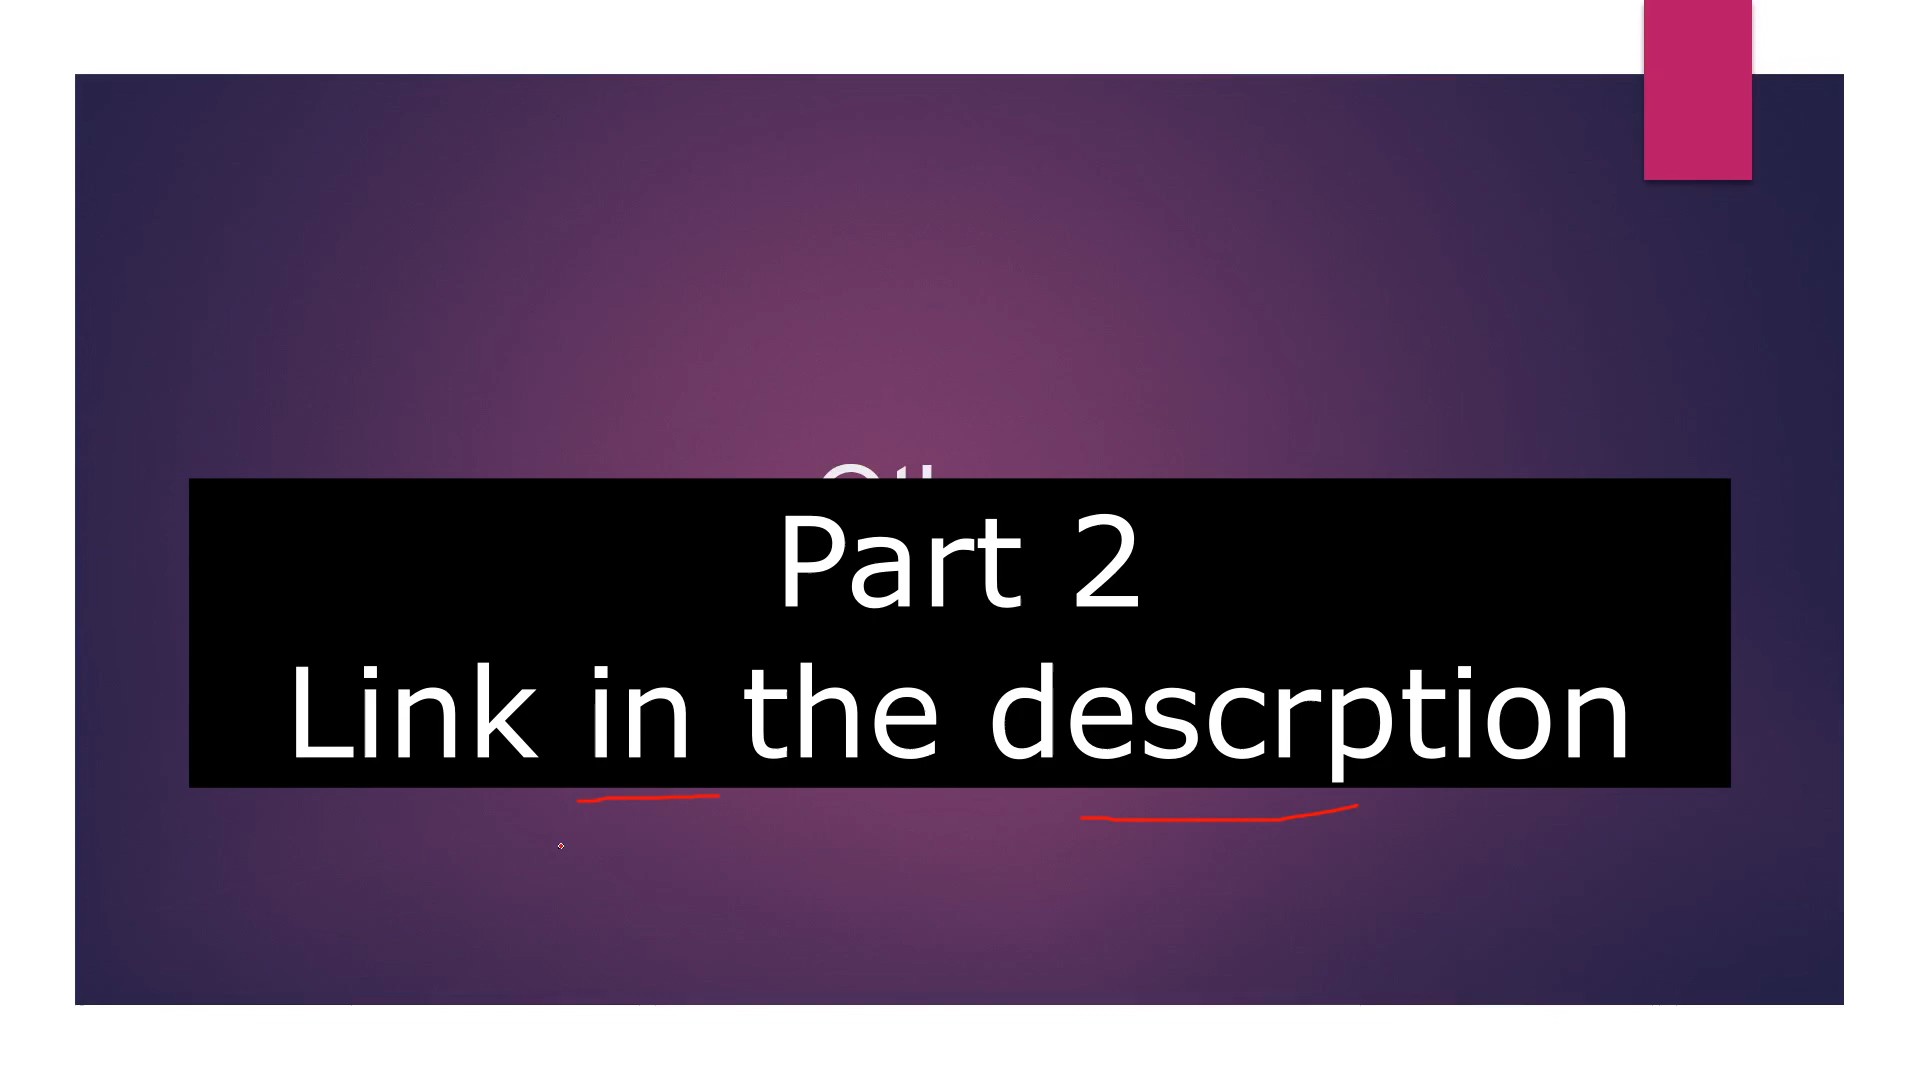 Part 2
Link in the descrption